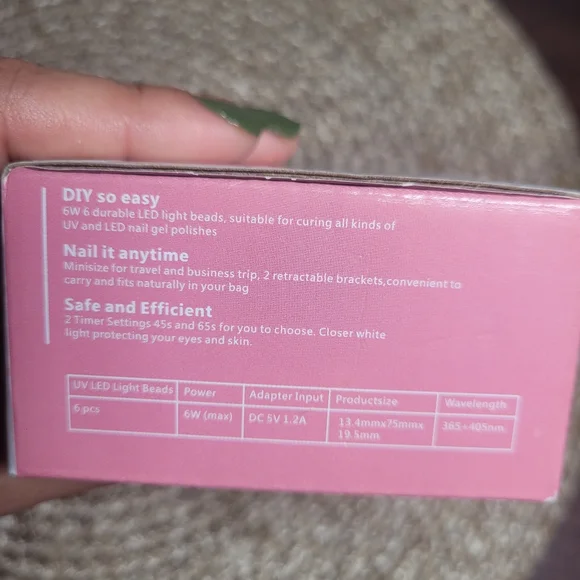 DIY so easy
6W 6 durable LED light beads, suitable for curing all kinds of
UV and LED nail gel polishes
Nail it anytime
Minisize for travel and business trip, 2 retractable brackets,convenient to
carry and fits naturally in your bag
Safe and Efficient
2 Timer Settings 45s and 65s for you to choose. Closer white
light protecting your eyes and skin.
UV LED Light Beads Power Adapter Input Productsize Wavelength
6 pcs 6W (max) DC 5V 1.2A 13.4mmx75mmx 365+405nm
19.5mm